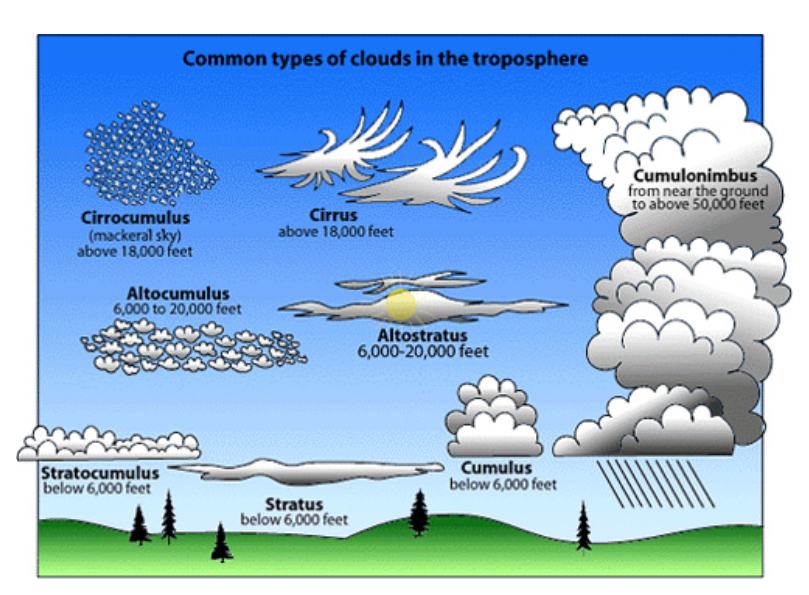 Common types of clouds in the troposphere
Cirrocumulus
(mackeral sky)
above 18,000 feet
Cirrus
above 18,000 feet
Cumulonimbus
from near the ground
to above 50,000 feet
Altocumulus
6,000 to 20,000 feet
Altostratus
6,000-20,000 feet
Stratocumulus
below 6,000 feet
Stratus
below 6,000 feet
Cumulus
below 6,000 feet